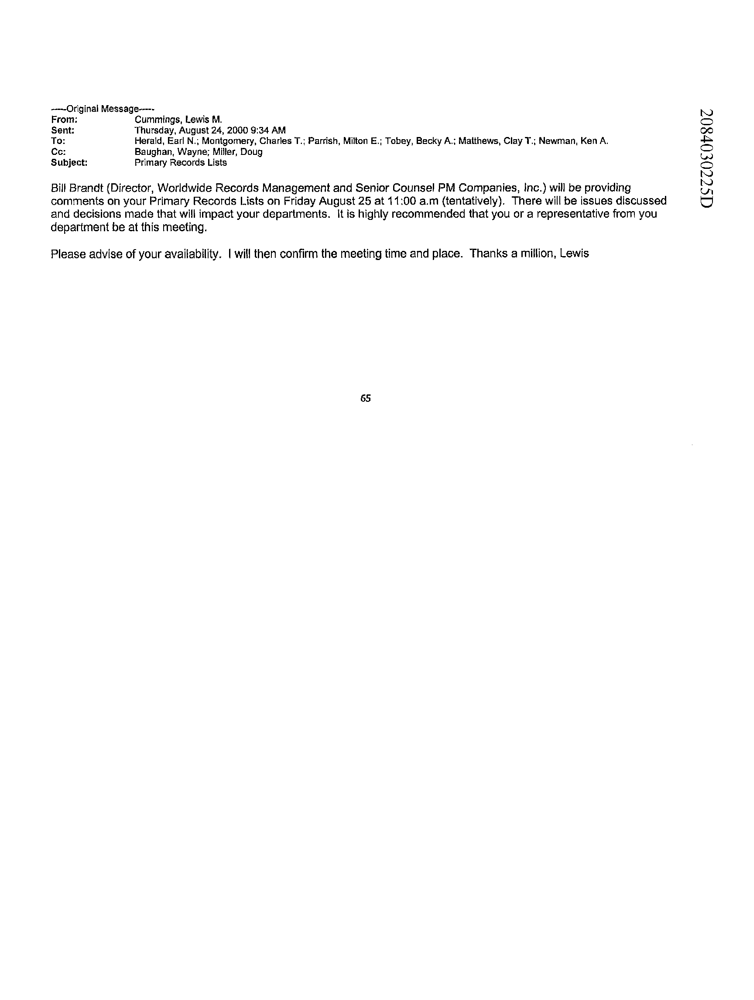 -----Original Message-----
From: Cummings, Lewis M.
Sent: Thursday, August 24, 2000 9:34 AM
To: Herald, Earl N.; Montgomery, Charles T.; Parrish, Milton E.; Tobey, Becky A.; Matthews, Clay T.; Newman, Ken A.
Cc: Baughan, Wayne; Miller, Doug
Subject: Primary Records Lists
Bill Brandt (Director, Worldwide Records Management and Senior Counsel PM Companies, Inc.) will be providing
comments on your Primary Records Lists on Friday August 25 at 11:00 a.m (tentatively). There will be issues discussed
and decisions made that will impact your departments. It is highly recommended that you or a representative from you
department be at this meeting.
Please advise of your availability. I will then confirm the meeting time and place. Thanks a million, Lewis
65
2084030225D